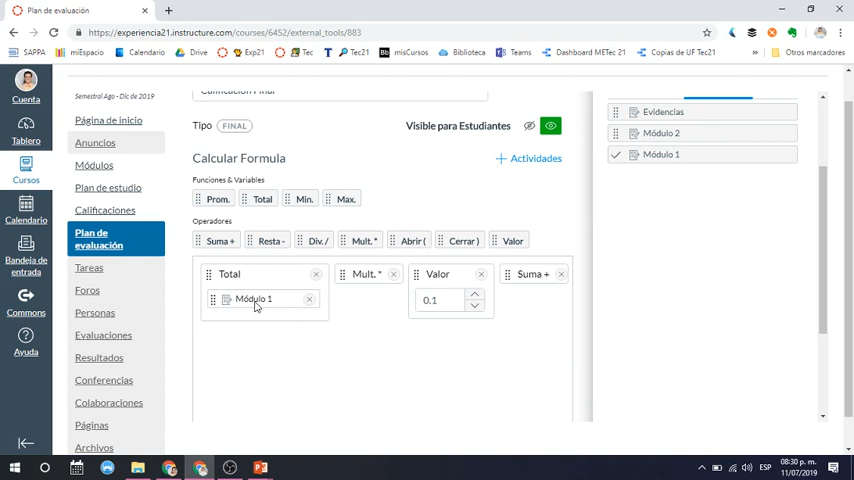 Plan de evaluación
https://experiencia21.instructure.com/courses/6452/external_tools/883
SAPPA
miEspacio
Calendario
Drive
Exp21
Tec
Tec21
misCursos
Biblioteca
Teams
Dashboard METec 21
Copias de UF Tec21
»
Otros marcadores
Cuenta
Tablero
Cursos
Calendario
Bandeja de
entrada
Commons
Ayuda
Semestral Ago - Dic de 2019
Página de inicio
Anuncios
Módulos
Plan de estudio
Calificaciones
Plan de
evaluación
Tareas
Foros
Personas
Evaluaciones
Resultados
Conferencias
Colaboraciones
Páginas
Archivos
Calificación Final
Tipo FINAL
Visible para Estudiantes
Calcular Formula
+ Actividades
Funciones & Variables
Prom. Total Min. Max.
Operadores
Suma + Resta - Div. / Mult. * Abrir ( Cerrar ) Valor
Total Mult. * Valor Suma +
Módulo 1 0.1
Evidencias
Módulo 2
Módulo 1
ESP
08:30 p. m.
11/07/2019